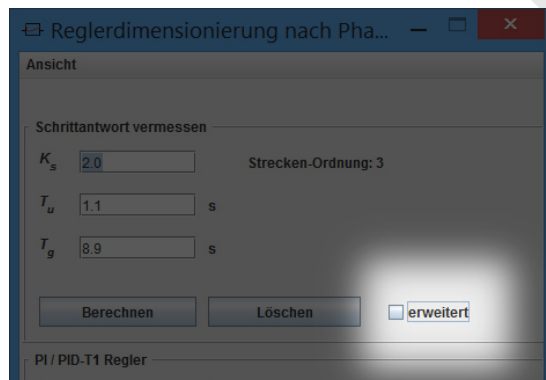 Reglerdimensionierung nach Pha...
Ansicht
Schrittantwort vermessen
Ks 2.0 Strecken-Ordnung: 3
Tu 1.1 s
Tg 8.9 s
Berechnen Löschen erweitert
PI / PID-T1 Regler